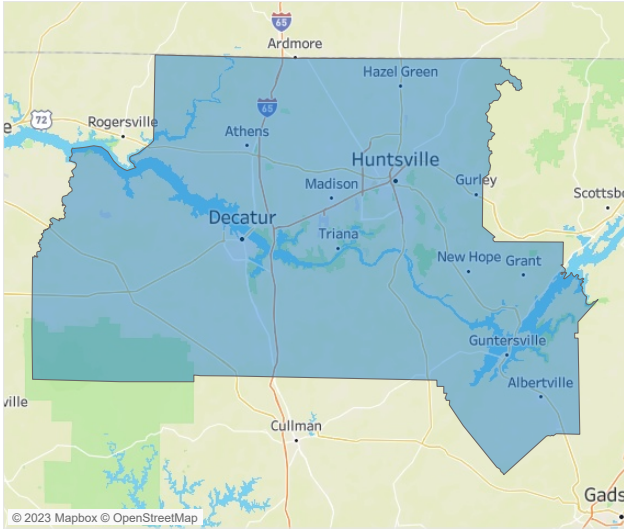 65
Ardmore
Hazel Green
65
72
Rogersville
Athens
Huntsville
Madison
Gurley
Scottsbo
Decatur
Triana
New Hope
Grant
Guntersville
Albertville
ville
Cullman
Gads
© 2023 Mapbox © OpenStreetMap